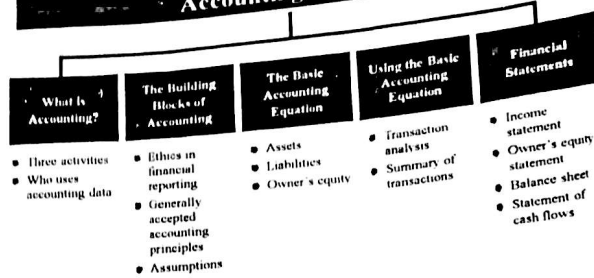 What Is
Accounting?
Three activities
Who uses
accounting data
The Building
Blocks of
Accounting
Ethics in
financial
reporting
Generally
accepted
accounting
principles
Assumptions
The Basic
Accounting
Equation
Assets
Liabilities
Owner's equity
Using the Basic
Accounting
Equation
Transaction
analysis
Summary of
transactions
Financial
Statements
Income
statement
Owner's equity
statement
Balance sheet
Statement of
cash flows